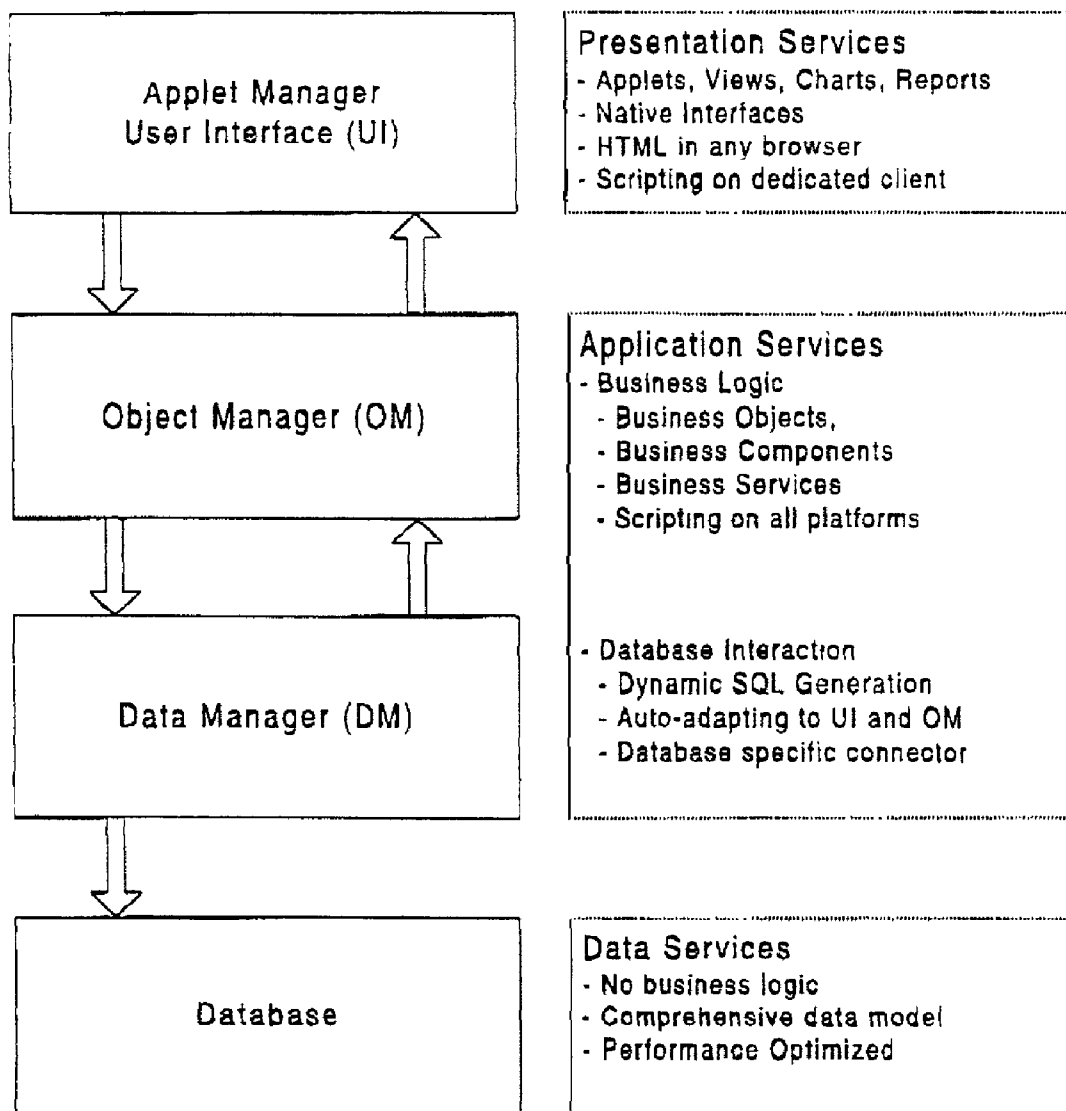 Applet Manager
User Interface (UI)
Presentation Services
- Applets, Views, Charts, Reports
- Native Interfaces
- HTML in any browser
- Scripting on dedicated client
Object Manager (OM)
Application Services
- Business Logic
- Business Objects,
- Business Components
- Business Services
- Scripting on all platforms
Data Manager (DM)
- Database Interaction
- Dynamic SQL Generation
- Auto-adapting to UI and OM
- Database specific connector
Database
Data Services
- No business logic
- Comprehensive data model
- Performance Optimized